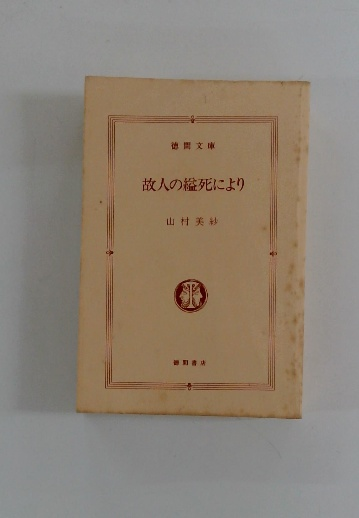 徳間文庫
故人の縊死により
山村美紗
徳間書店